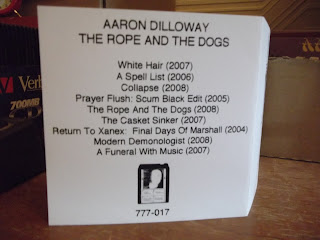 AARON DILLOWAY
THE ROPE AND THE DOGS
White Hair (2007)
A Spell List (2006)
Collapse (2008)
Prayer Flush: Scum Black Edit (2005)
The Rope And The Dogs (2008)
The Casket Sinker (2007)
Return To Xanex: Final Days Of Marshall (2004)
Modern Demonologist (2008)
A Funeral With Music (2007)
777-017
Verb
700MB